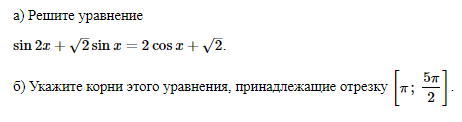 а) Решите уравнение
sin 2x + √2 sin x = 2 cos x + √2.
б) Укажите корни этого уравнения, принадлежащие отрезку [π; 5π/2].